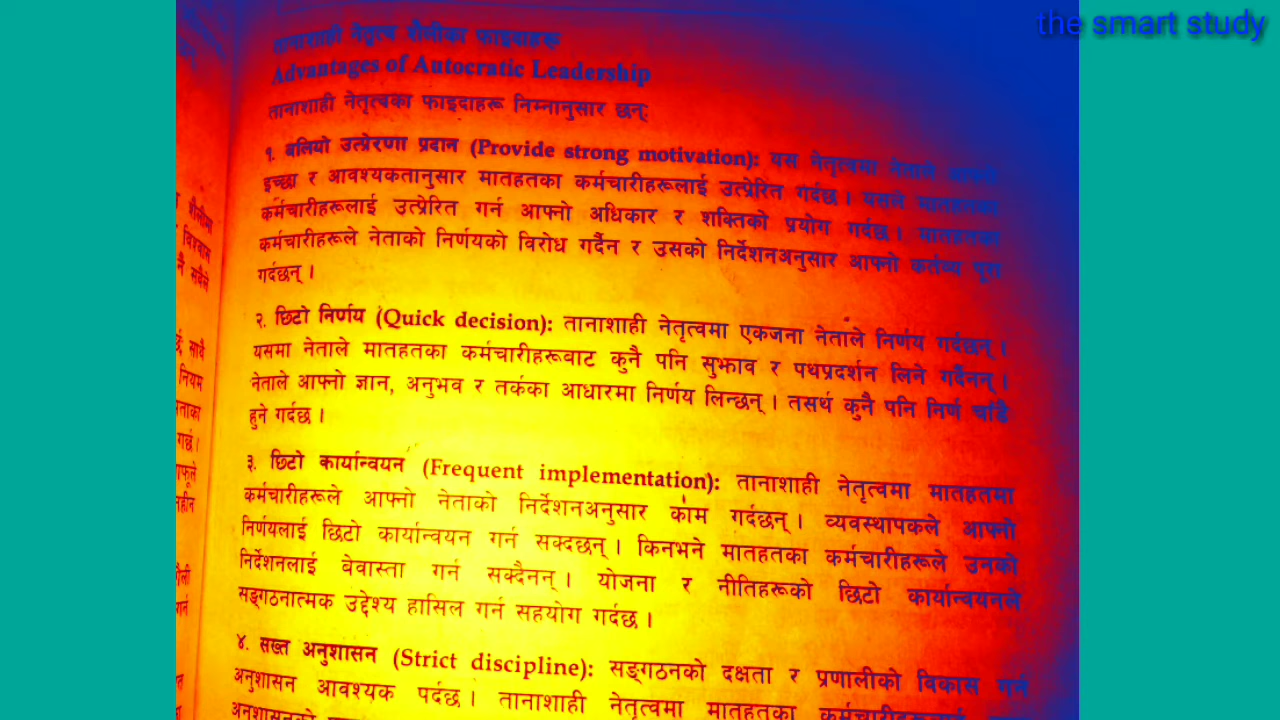 the smart study
तानाशाही नेतृत्व शैलीका फाइदाहरू
Advantages of Autocratic Leadership
तानाशाही नेतृत्वका फाइदाहरू निम्नानुसार छन्ः
१. बलियो उत्प्रेरणा प्रदान (Provide strong motivation): यस नेतृत्वमा नेताले आफ्नो
इच्छा र आवश्यकतानुसार मातहतका कर्मचारीहरूलाई उत्प्रेरित गर्दछ । यसले मातहतका
कर्मचारीहरूलाई उत्प्रेरित गर्न आफ्नो अधिकार र शक्तिको प्रयोग गर्दछ । मातहतका
कर्मचारीहरूले नेताको निर्णयको विरोध गर्दैन र उसको निर्देशनअनुसार आफ्नो कर्तव्य पूरा
गर्दछन् ।
२. छिटो निर्णय (Quick decision): तानाशाही नेतृत्वमा एकजना नेताले निर्णय गर्दछन् ।
यसमा नेताले मातहतका कर्मचारीहरूबाट कुनै पनि सुझाव र पथप्रदर्शन लिने गर्दैनन् ।
नेताले आफ्नो ज्ञान, अनुभव र तर्कका आधारमा निर्णय लिन्छन् । तसर्थ कुनै पनि निर्ण चाँडै
हुने गर्दछ ।
३. छिटो कार्यान्वयन (Frequent implementation): तानाशाही नेतृत्वमा मातहतमा
कर्मचारीहरूले आफ्नो नेताको निर्देशनअनुसार काम गर्दछन् । व्यवस्थापकले आफ्नो
निर्णयलाई छिटो कार्यान्वयन गर्न सक्दछन् । किनभने मातहतका कर्मचारीहरूले उनको
निर्देशनलाई बेवास्ता गर्न सक्दैनन् । योजना र नीतिहरूको छिटो कार्यान्वयनले
सङ्गठनात्मक उद्देश्य हासिल गर्न सहयोग गर्दछ ।
४. सख्त अनुशासन (Strict discipline): सङ्गठनको दक्षता र प्रणालीको विकास गर्न
अनुशासन आवश्यक पर्दछ । तानाशाही नेतृत्वमा मातहतका कर्मचारीहरूलाई
अनुशासनको